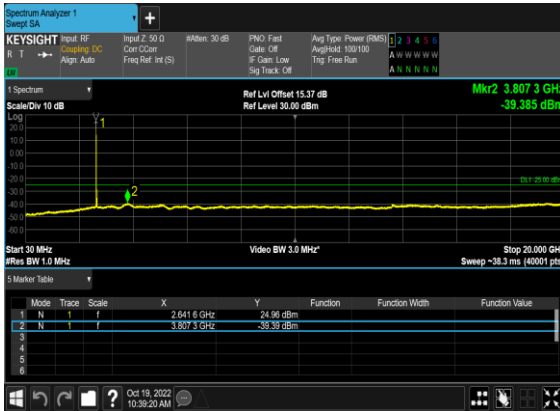 Spectrum Analyzer 1
Swept SA
+
KEYSIGHT Input: RF Input Z: 50 Ω #Atten: 30 dB PNO: Fast Avg Type: Power (RMS) 1 2 3 4 5 6
R T Coupling: DC Corr CCorr Gate: Off Avg|Hold: 100/100 A W W W W W
Align: Auto Freq Ref: Int (S) IF Gain: Low Trig: Free Run
Sig Track: Off A N N N N N
1 Spectrum Ref Lvl Offset 15.37 dB Mkr2 3.807 3 GHz
Scale/Div 10 dB Ref Level 30.00 dBm -39.385 dBm
Log
20.0
10.0
0.00
-10.0
-20.0
-30.0
-40.0
-50.0
-60.0
1
2
DL1 -25.00 dBm
Start 30 MHz Video BW 3.0 MHz* Stop 20.000 GHz
#Res BW 1.0 MHz Sweep ~38.3 ms (40001 pts)
5 Marker Table
Mode Trace Scale X Y Function Function Width Function Value
1 N 1 f 2.641 6 GHz 24.96 dBm
2 N 1 f 3.807 3 GHz -39.39 dBm
3
4
5
6
?
Oct 19, 2022
10:39:20 AM